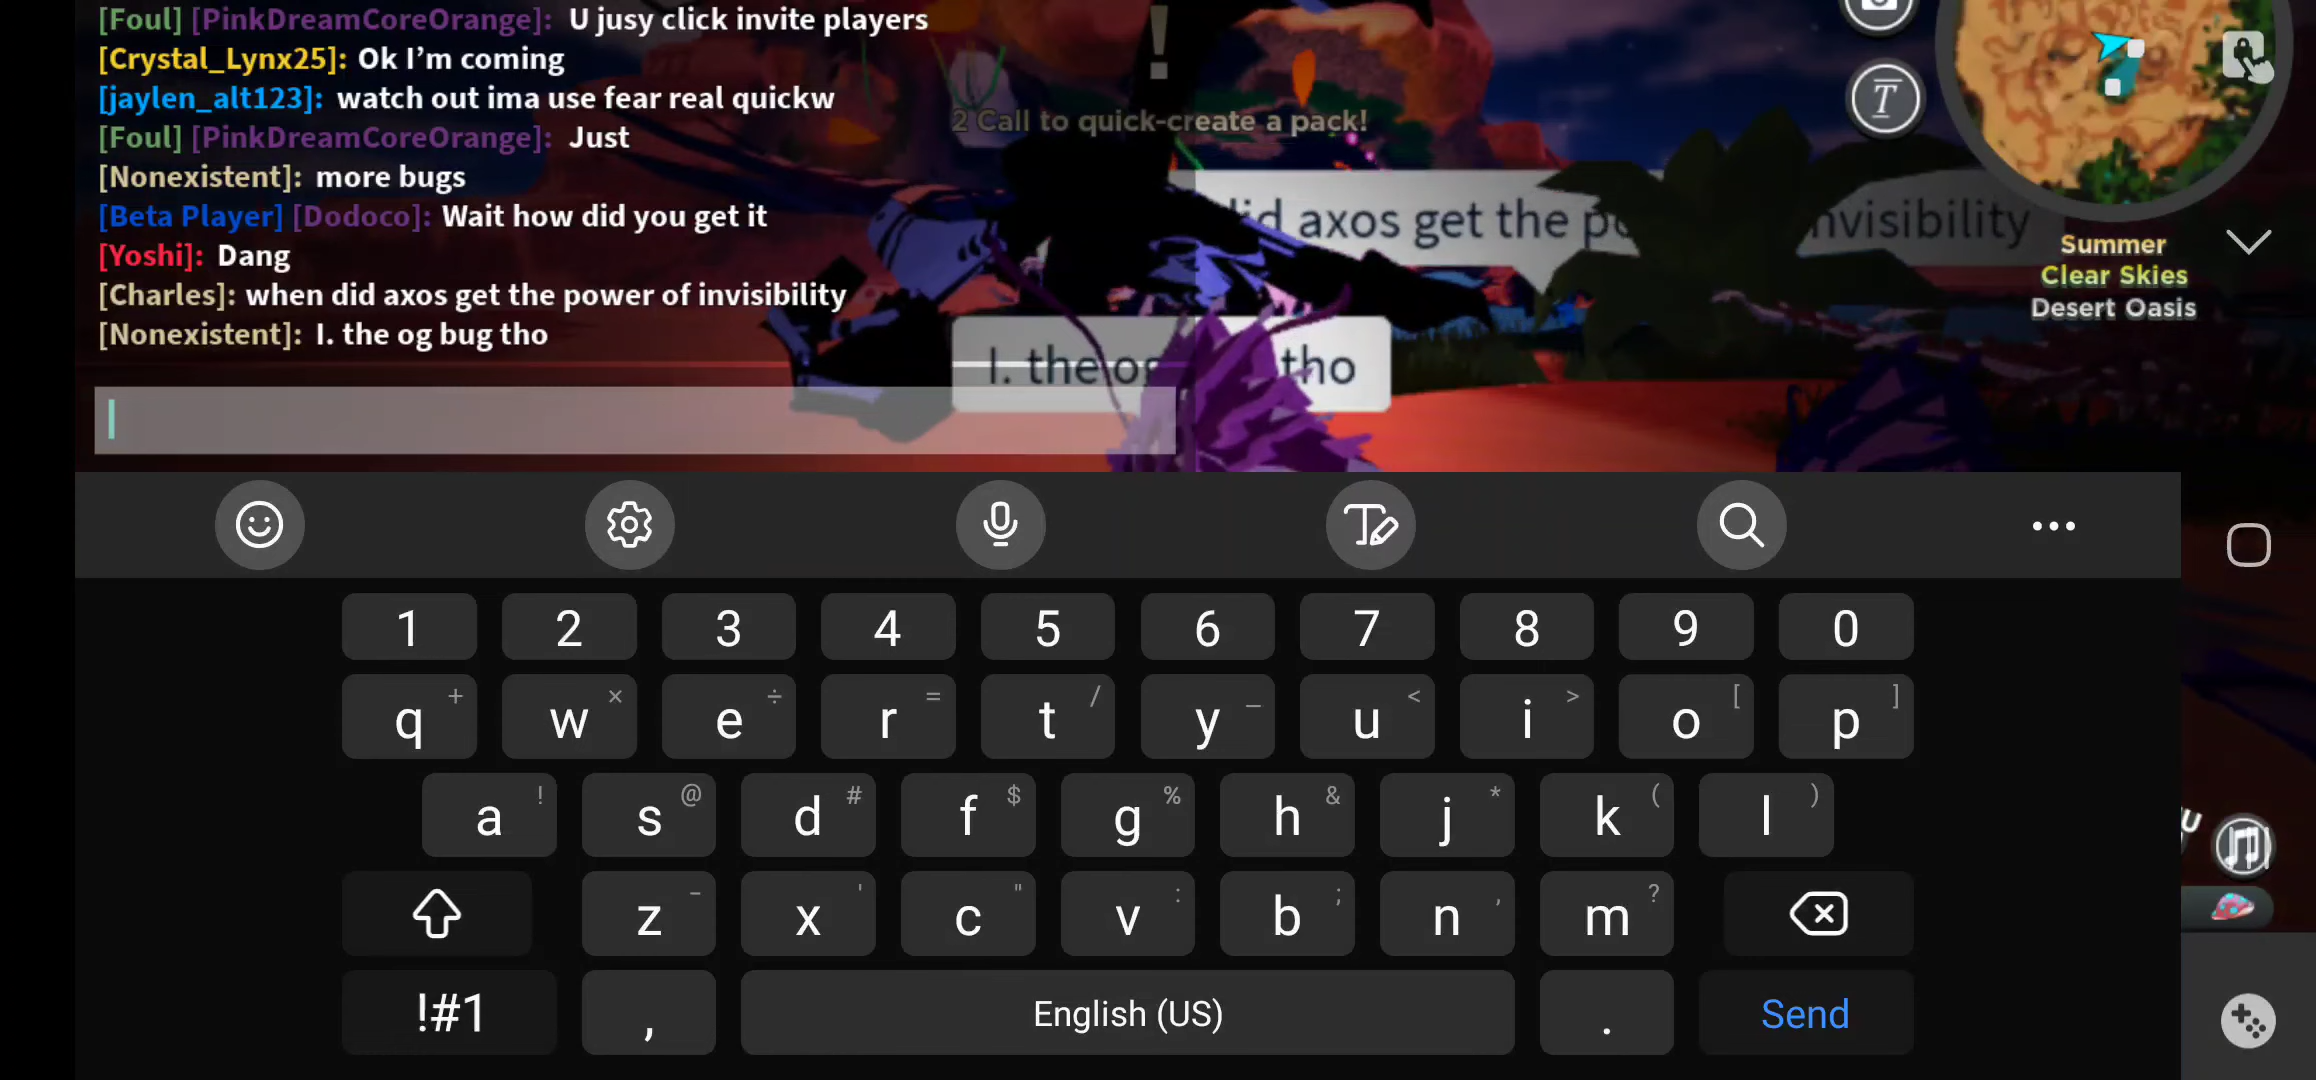 [Foul] [PinkDreamCoreOrange]: U jusy click invite players
[Crystal_Lynx25]: Ok I’m coming
[jaylen_alt123]: watch out ima use fear real quickw
[Foul] [PinkDreamCoreOrange]: Just
[Nonexistent]: more bugs
[Beta Player] [Dodoco]: Wait how did you get it
[Yoshi]: Dang
[Charles]: when did axos get the power of invisibility
[Nonexistent]: I. the og bug tho
!
2 Call to quick-create a pack!
axos get the invisibility
I. the og tho
T
Summer
Clear Skies
Desert Oasis
1 2 3 4 5 6 7 8 9 0
q + w × e ÷ r = t / y _ u < i > o [ p ]
a ! s @ d # f $ g % h & j * k ( l )
z - x ' c " v : b ; n , m ?
!#1 , English (US) . Send